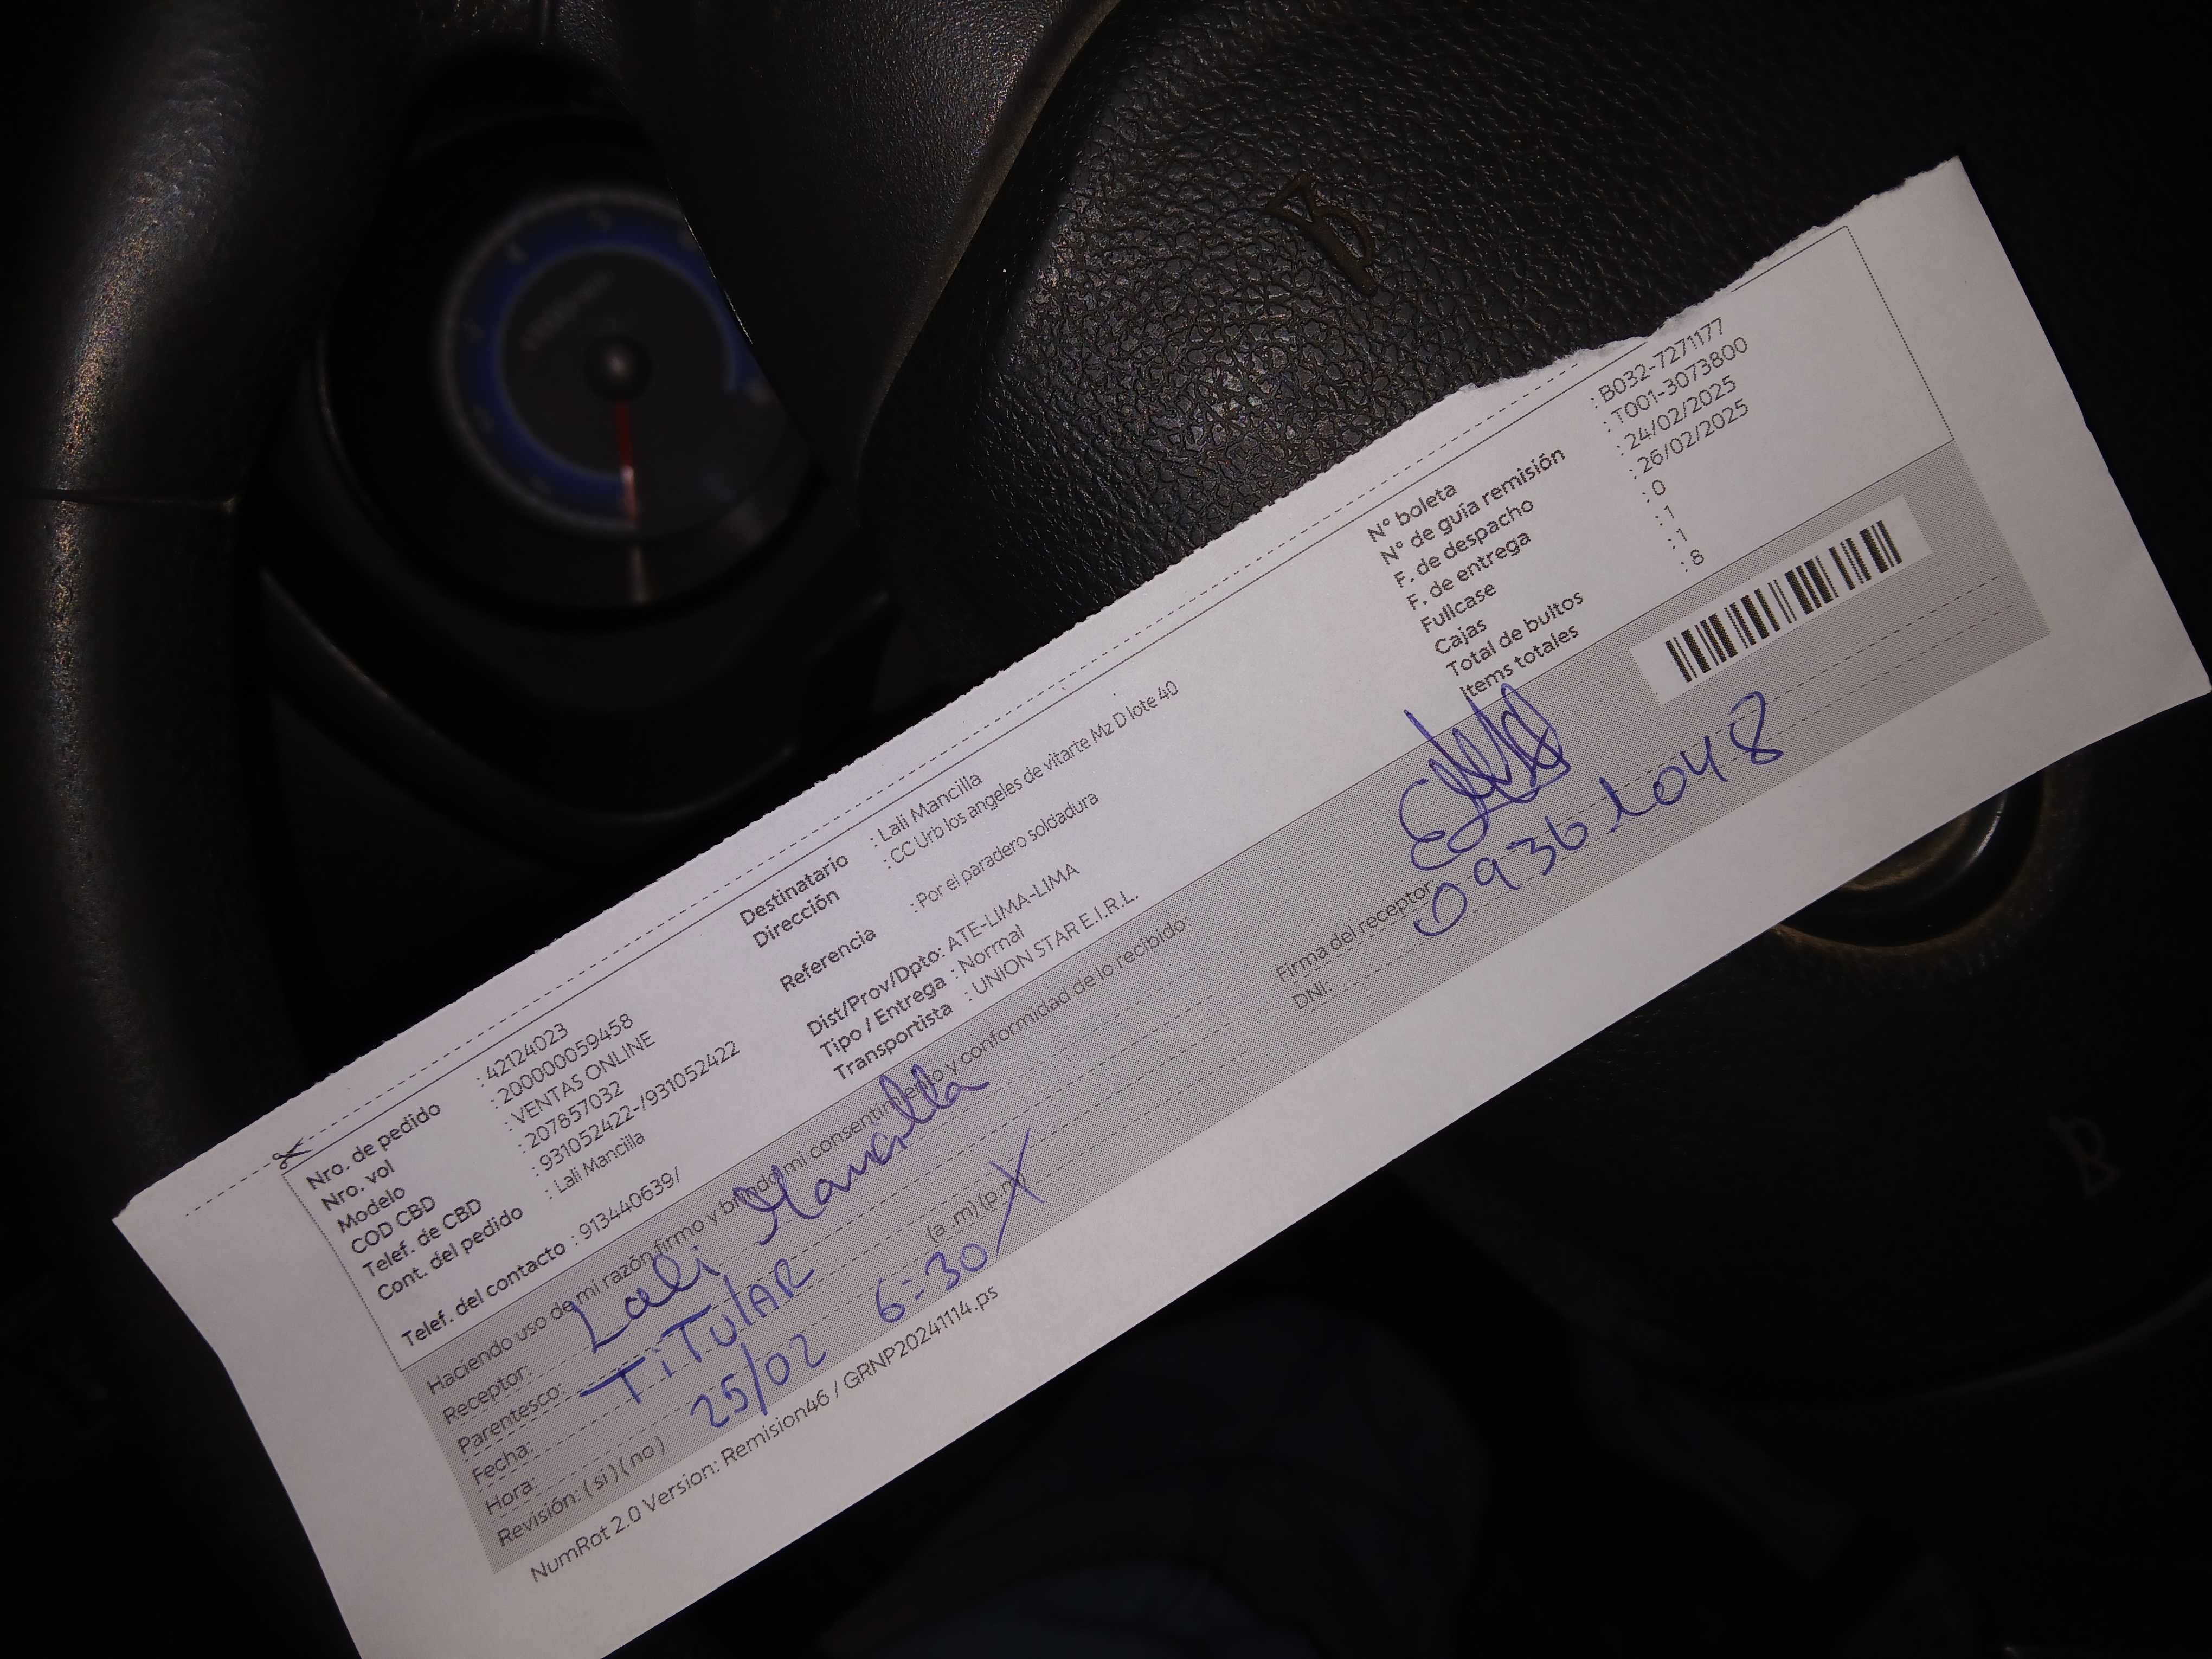 Nro. de pedido : 42124023
Nro. vol : 200000059458
Modelo : VENTAS ONLINE
COD CBD : 207857032
Telef. de CBD : 931052422-/931052422
Cont. del pedido : Lali Mancilla
Telef. del contacto : 913440639/
Destinatario : Lali Mancilla
Dirección : CC Urb los angeles de vitarte Mz D lote 40
Referencia : Por el paradero soldadura
Dist/Prov/Dpto: ATE-LIMA-LIMA
Tipo / Entrega : Normal
Transportista : UNION STAR E.I.R.L.
N° boleta : B032-7271177
N° de guía remisión : T001-3073800
F. de despacho : 24/02/2025
F. de entrega : 26/02/2025
Fullcase : 0
Cajas : 1
Total de bultos : 1
Items totales : 8
Haciendo uso de mi razón firmo y brindo mi consentimiento y conformidad de lo recibido:
Receptor: Lali Mancilla
Parentesco: TiTulAR
Fecha: 25/02
Hora: 6:30 (a .m) (p.m)
Revisión: ( si ) ( no )
Firma del receptor
DNI: 09361048
NumRot 2.0 Version: Remision46 / GRNP20241114.ps